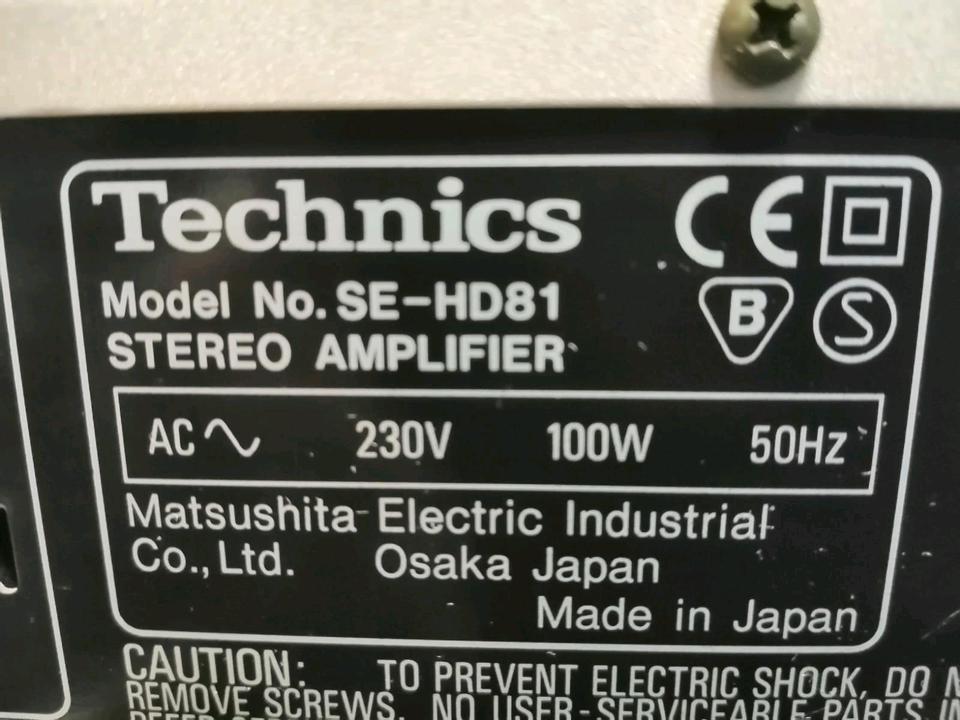 Technics CE
Model No. SE-HD81 B S
STEREO AMPLIFIER
AC 230V 100W 50Hz
Matsushita Electric Industrial
Co., Ltd. Osaka Japan
Made in Japan
CAUTION: TO PREVENT ELECTRIC SHOCK, DO
REMOVE SCREWS. NO USER-SERVICEABLE PARTS